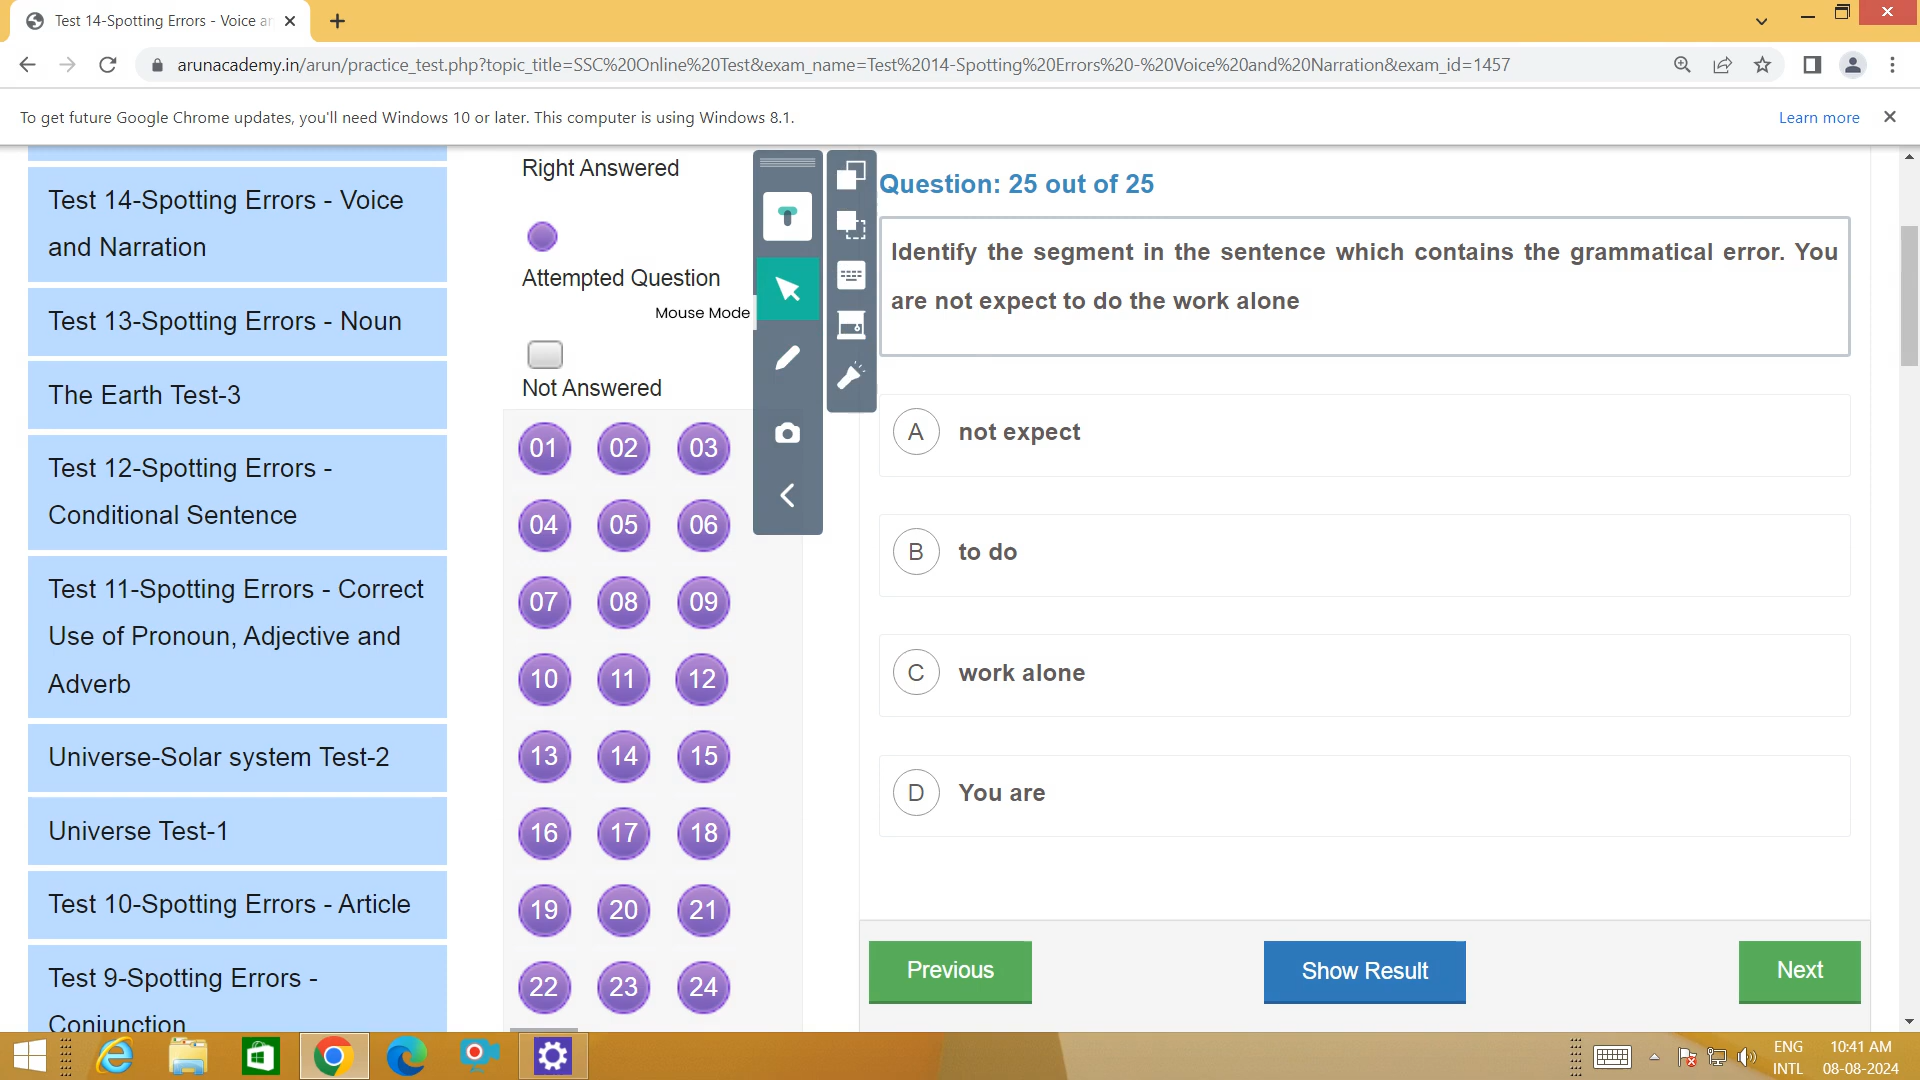 Test 14-Spotting Errors - Voice an
arunacademy.in/arun/practice_test.php?topic_title=SSC%20Online%20Test&exam_name=Test%2014-Spotting%20Errors%20-%20Voice%20and%20Narration&exam_id=1457
To get future Google Chrome updates, you'll need Windows 10 or later. This computer is using Windows 8.1.
Learn more
Test 14-Spotting Errors - Voice
and Narration
Test 13-Spotting Errors - Noun
The Earth Test-3
Test 12-Spotting Errors -
Conditional Sentence
Test 11-Spotting Errors - Correct
Use of Pronoun, Adjective and
Adverb
Universe-Solar system Test-2
Universe Test-1
Test 10-Spotting Errors - Article
Test 9-Spotting Errors -
Conjunction
Right Answered
Attempted Question
Mouse Mode
Not Answered
01 02 03
04 05 06
07 08 09
10 11 12
13 14 15
16 17 18
19 20 21
22 23 24
Question: 25 out of 25
Identify the segment in the sentence which contains the grammatical error. You
are not expect to do the work alone
A not expect
B to do
C work alone
D You are
Previous
Show Result
Next
ENG
INTL
10:41 AM
08-08-2024